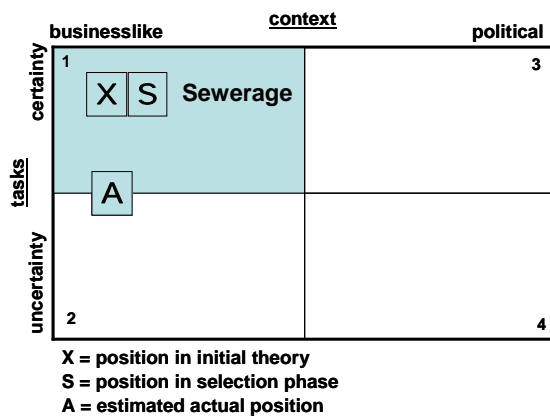 context
businesslike political
certainty
1 3
X S Sewerage
tasks
A
uncertainty
2 4
X = position in initial theory
S = position in selection phase
A = estimated actual position